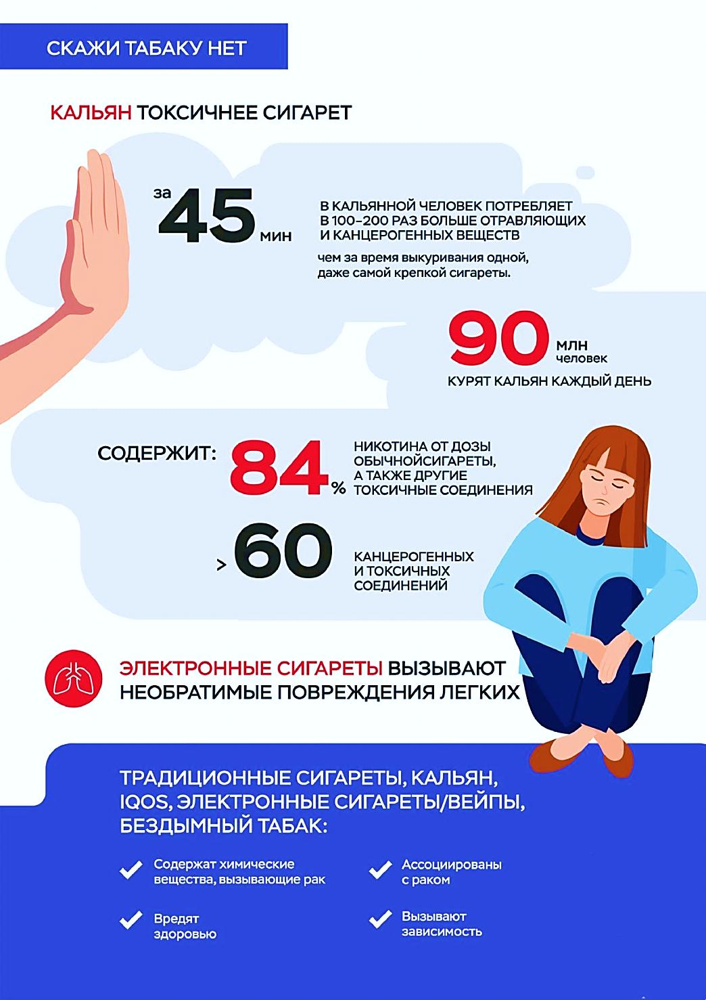 СКАЖИ ТАБАКУ НЕТ
КАЛЬЯН ТОКСИЧНЕЕ СИГАРЕТ
за 45 мин
В КАЛЬЯННОЙ ЧЕЛОВЕК ПОТРЕБЛЯЕТ
В 100-200 РАЗ БОЛЬШЕ ОТРАВЛЯЮЩИХ
И КАНЦЕРОГЕННЫХ ВЕЩЕСТВ
чем за время выкуривания одной,
даже самой крепкой сигареты.
90 млн
человек
КУРЯТ КАЛЬЯН КАЖДЫЙ ДЕНЬ
СОДЕРЖИТ:
84 %
НИКОТИНА ОТ ДОЗЫ
ОБЫЧНОЙСИГАРЕТЫ,
А ТАКЖЕ ДРУГИЕ
ТОКСИЧНЫЕ СОЕДИНЕНИЯ
> 60
КАНЦЕРОГЕННЫХ
И ТОКСИЧНЫХ
СОЕДИНЕНИЙ
ЭЛЕКТРОННЫЕ СИГАРЕТЫ ВЫЗЫВАЮТ
НЕОБРАТИМЫЕ ПОВРЕЖДЕНИЯ ЛЕГКИХ
ТРАДИЦИОННЫЕ СИГАРЕТЫ, КАЛЬЯН,
IQOS, ЭЛЕКТРОННЫЕ СИГАРЕТЫ/ВЕЙПЫ,
БЕЗДЫМНЫЙ ТАБАК:
Содержат химические
вещества, вызывающие рак
Ассоциированы
с раком
Вредят
здоровью
Вызывают
зависимость